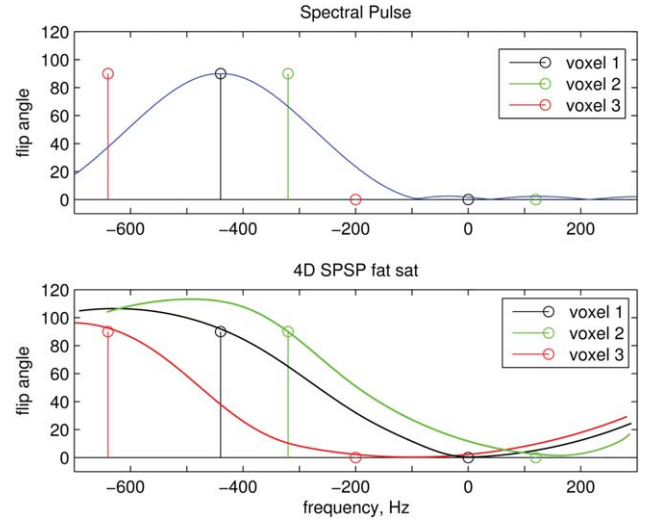 Spectral Pulse
120
100
80
60
40
20
0
flip angle
voxel 1
voxel 2
voxel 3
−600
−400
−200
0
200
4D SPSP fat sat
120
100
80
60
40
20
0
flip angle
voxel 1
voxel 2
voxel 3
−600
−400
−200
0
200
frequency, Hz